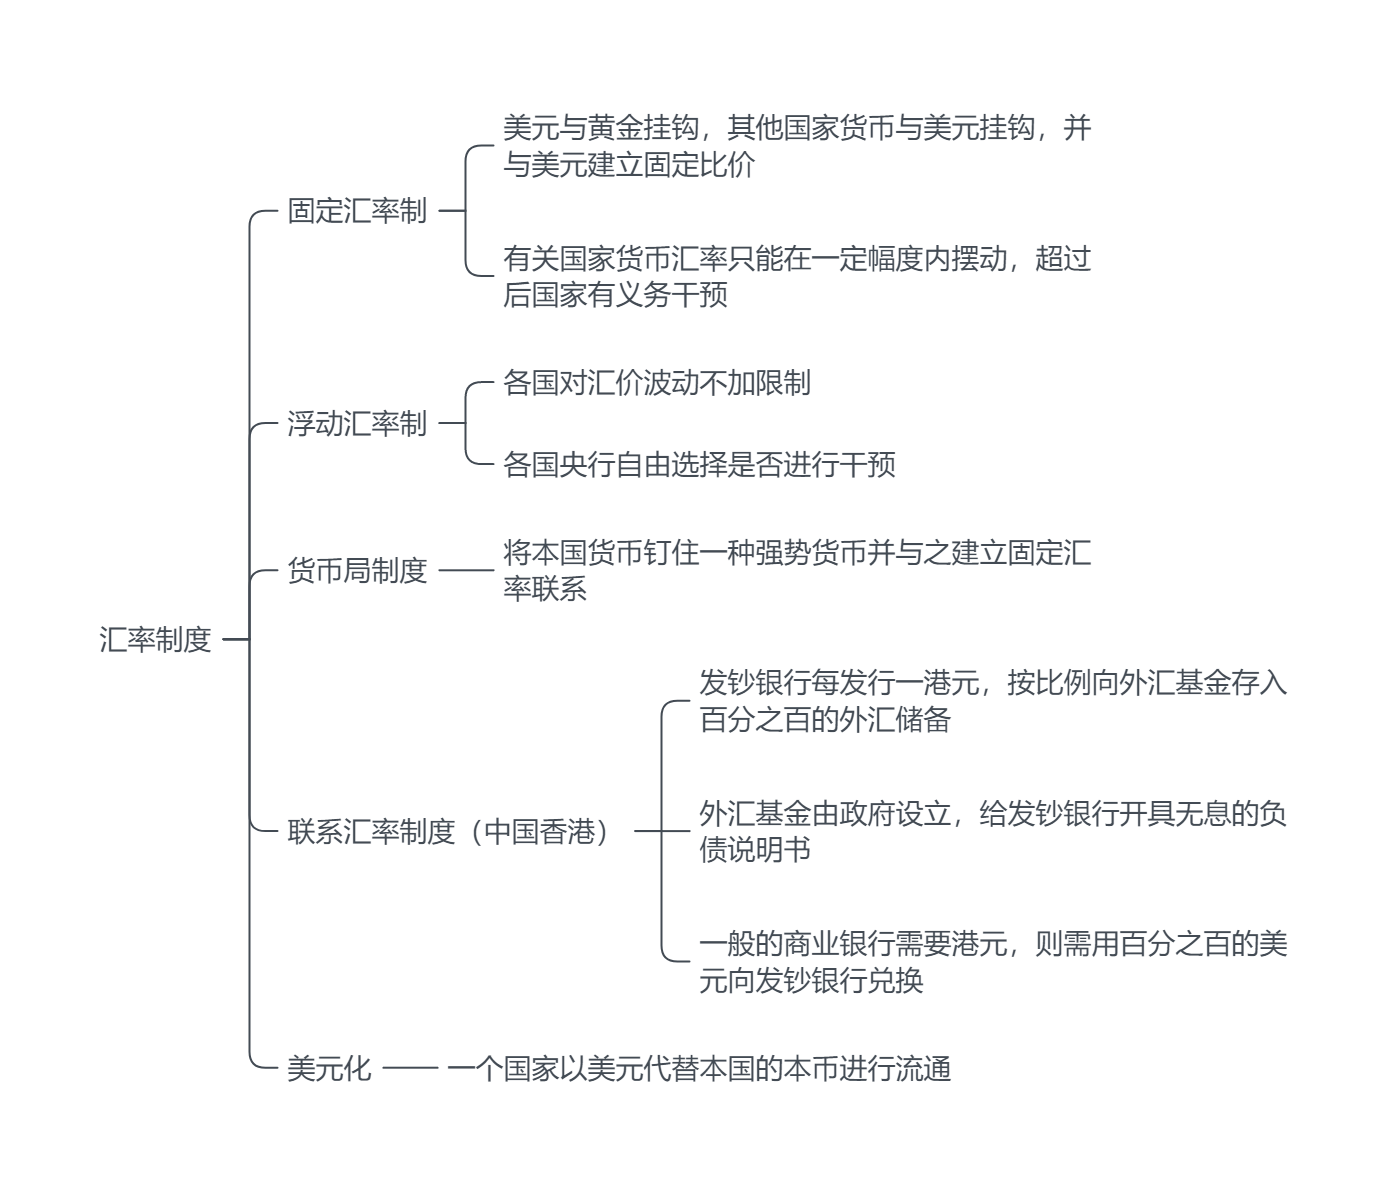 美元与黄金挂钩，其他国家货币与美元挂钩，并
与美元建立固定比价
固定汇率制
有关国家货币汇率只能在一定幅度内摆动，超过
后国家有义务干预
各国对汇价波动不加限制
浮动汇率制
各国央行自由选择是否进行干预
将本国货币钉住一种强势货币并与之建立固定汇
率联系
货币局制度
汇率制度
发钞银行每发行一港元，按比例向外汇基金存入
百分之百的外汇储备
联系汇率制度（中国香港）
外汇基金由政府设立，给发钞银行开具无息的负
债说明书
一般的商业银行需要港元，则需用百分之百的美
元向发钞银行兑换
美元化
一个国家以美元代替本国的本币进行流通